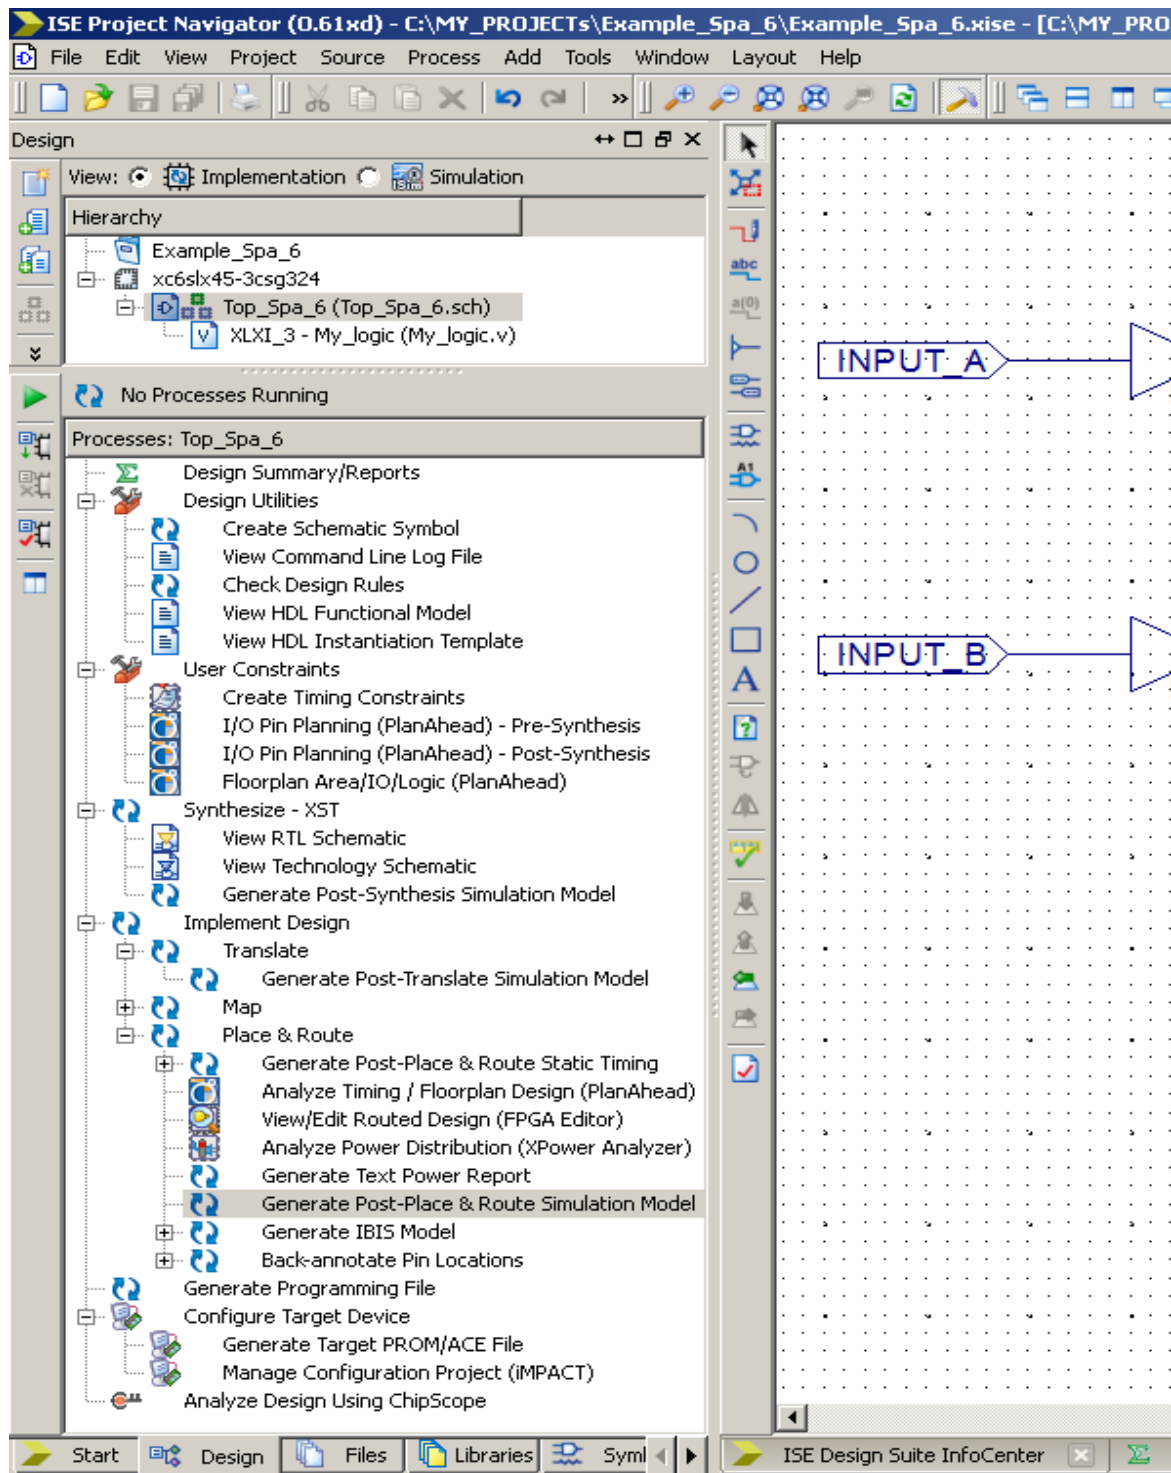 ISE Project Navigator (0.61xd) - C:\MY_PROJECTs\Example_Spa_6\Example_Spa_6.xise - [C:\MY_PRO
File Edit View Project Source Process Add Tools Window Layout Help
Design
View: Implementation Simulation
Hierarchy
Example_Spa_6
xc6slx45-3csg324
Top_Spa_6 (Top_Spa_6.sch)
XLXI_3 - My_logic (My_logic.v)
No Processes Running
Processes: Top_Spa_6
Design Summary/Reports
Design Utilities
Create Schematic Symbol
View Command Line Log File
Check Design Rules
View HDL Functional Model
View HDL Instantiation Template
User Constraints
Create Timing Constraints
I/O Pin Planning (PlanAhead) - Pre-Synthesis
I/O Pin Planning (PlanAhead) - Post-Synthesis
Floorplan Area/IO/Logic (PlanAhead)
Synthesize - XST
View RTL Schematic
View Technology Schematic
Generate Post-Synthesis Simulation Model
Implement Design
Translate
Generate Post-Translate Simulation Model
Map
Place & Route
Generate Post-Place & Route Static Timing
Analyze Timing / Floorplan Design (PlanAhead)
View/Edit Routed Design (FPGA Editor)
Analyze Power Distribution (XPower Analyzer)
Generate Text Power Report
Generate Post-Place & Route Simulation Model
Generate IBIS Model
Back-annotate Pin Locations
Generate Programming File
Configure Target Device
Generate Target PROM/ACE File
Manage Configuration Project (iMPACT)
Analyze Design Using ChipScope
Start Design Files Libraries Syml
abc
a(0)
A1
A
INPUT_A
INPUT_B
ISE Design Suite InfoCenter